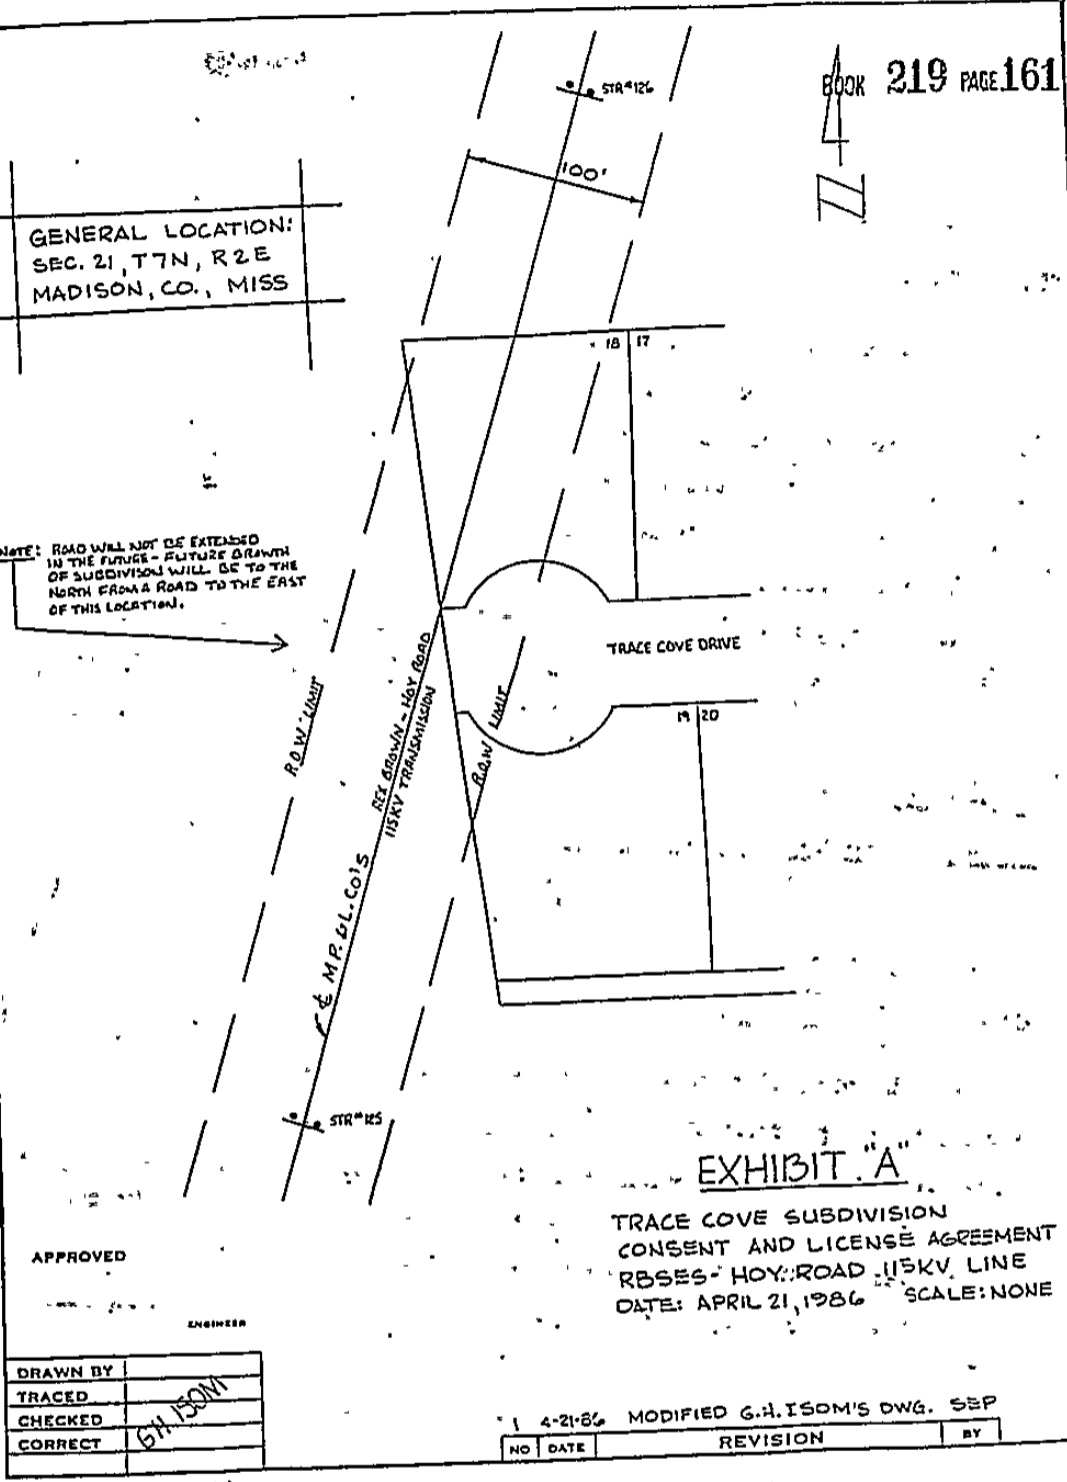 BOOK 219 PAGE 161
STR#126
100'
GENERAL LOCATION:
SEC. 21, T7N, R2E
MADISON, CO., MISS
18 17
NOTE: ROAD WILL NOT BE EXTENDED
IN THE FUTURE - FUTURE GROWTH
OF SUBDIVISON WILL BE TO THE
NORTH FROM A ROAD TO THE EAST
OF THIS LOCATION.
TRACE COVE DRIVE
R.O.W. LIMIT
REX BROWN - HOY ROAD
115KV TRANSMISSION
R.O.W LIMIT
19 20
℄ M.P.&L. CO'S
STR#125
N
EXHIBIT "A"
TRACE COVE SUBDIVISION
CONSENT AND LICENSE AGREEMENT
RBSES - HOY ROAD 115KV LINE
DATE: APRIL 21, 1986 SCALE: NONE
APPROVED
ENGINEER
DRAWN BY
TRACED
CHECKED
CORRECT
G.H. ISOM
1 4-21-86 MODIFIED G.H. ISOM'S DWG. SEP
NO DATE REVISION BY